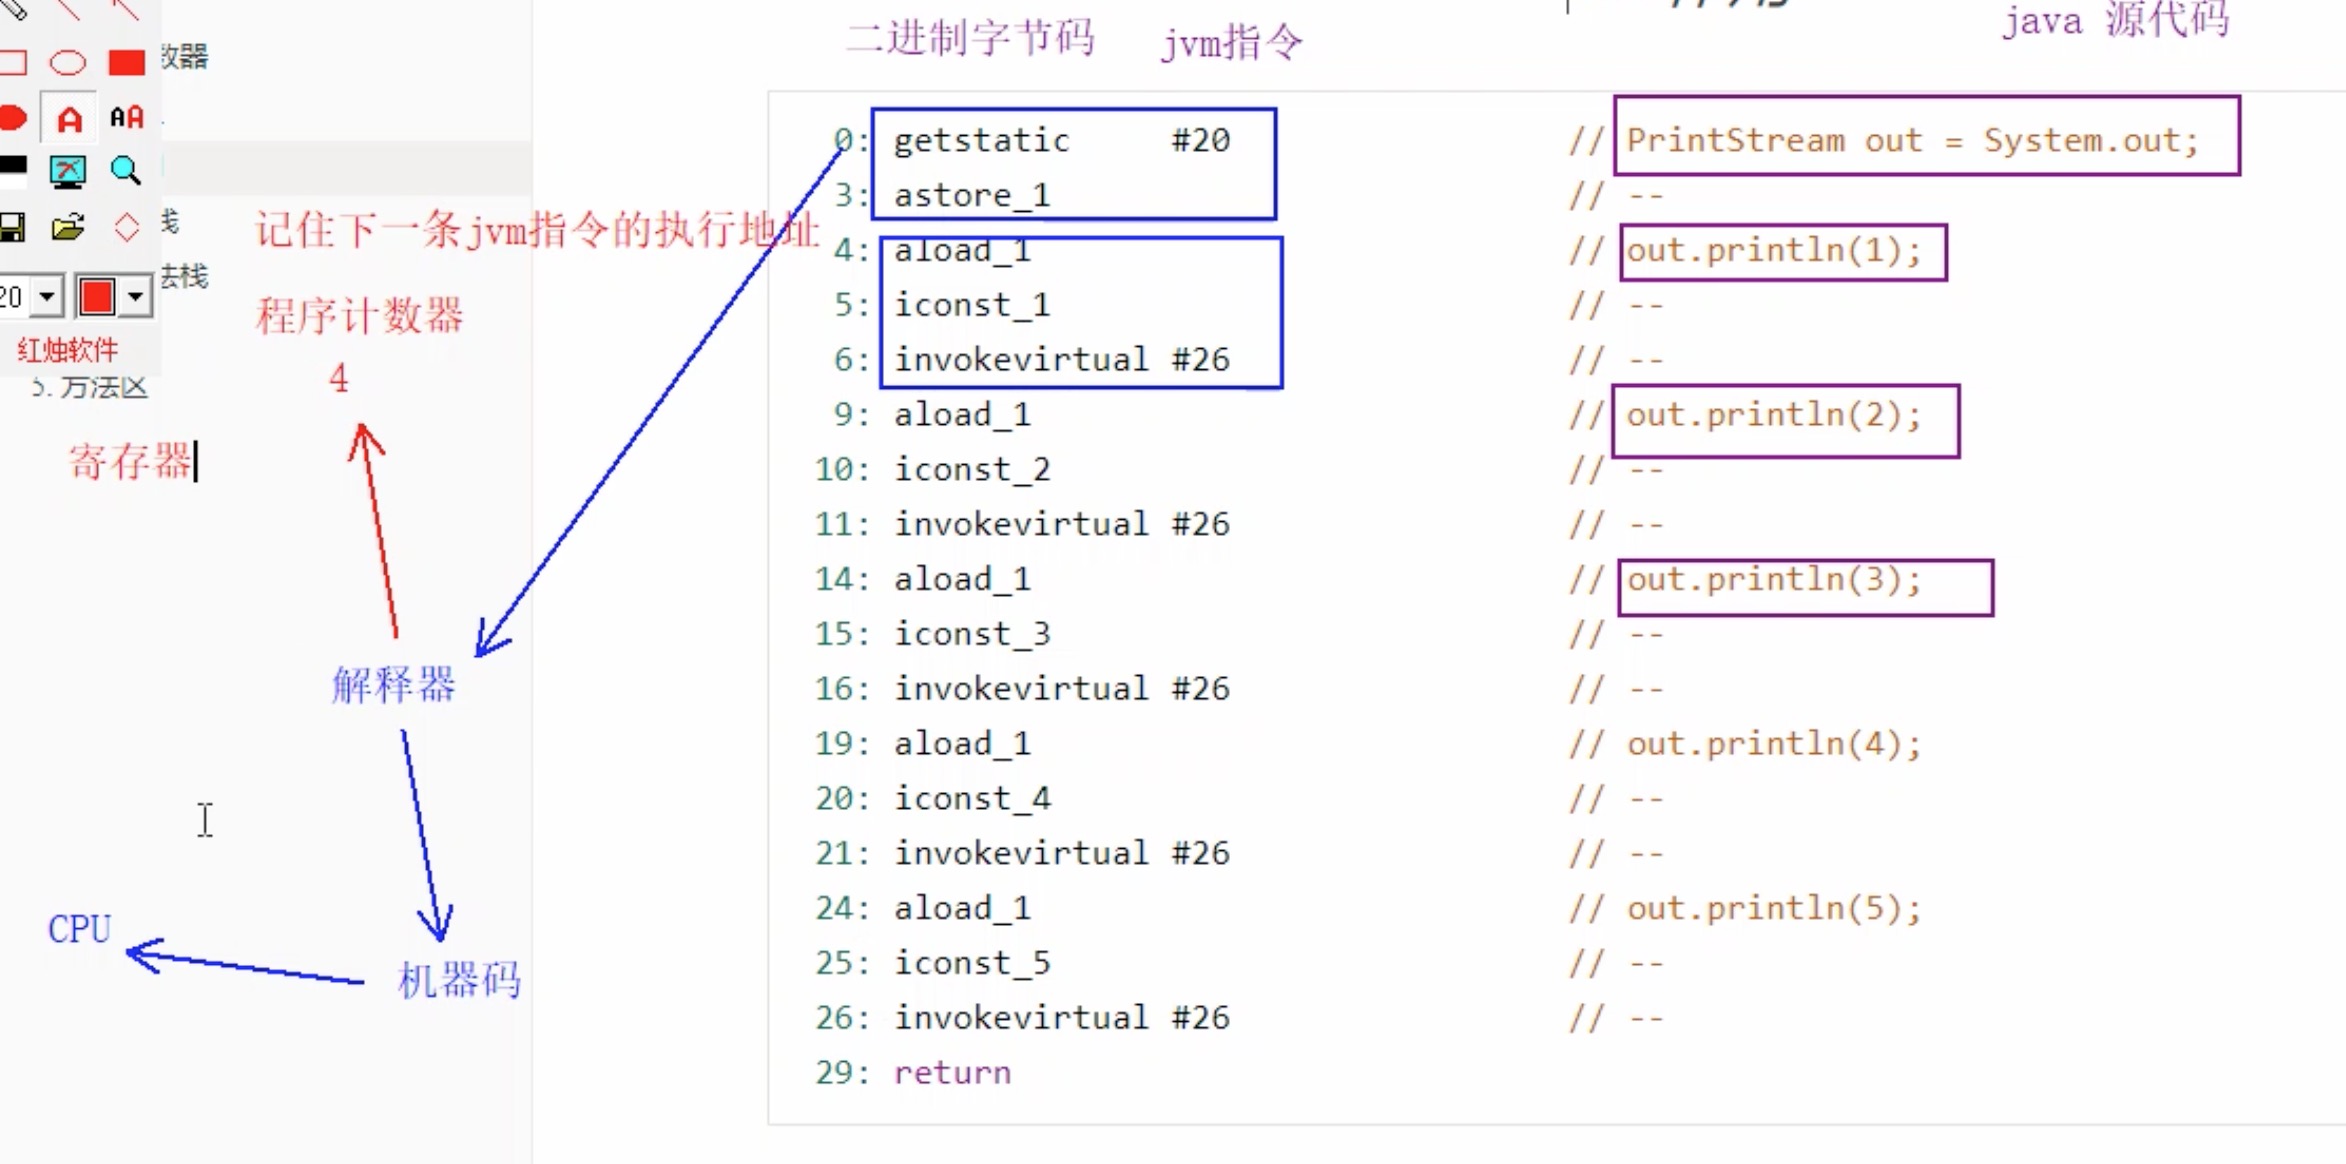 二进制字节码 jvm指令 java 源代码
数器
栈
法栈
20
红烛软件
5. 方法区
记住下一条jvm指令的执行地址
程序计数器
4
寄存器
解释器
机器码
CPU
0: getstatic #20 // PrintStream out = System.out;
3: astore_1 // --
4: aload_1 // out.println(1);
5: iconst_1 // --
6: invokevirtual #26 // --
9: aload_1 // out.println(2);
10: iconst_2 // --
11: invokevirtual #26 // --
14: aload_1 // out.println(3);
15: iconst_3 // --
16: invokevirtual #26 // --
19: aload_1 // out.println(4);
20: iconst_4 // --
21: invokevirtual #26 // --
24: aload_1 // out.println(5);
25: iconst_5 // --
26: invokevirtual #26 // --
29: return